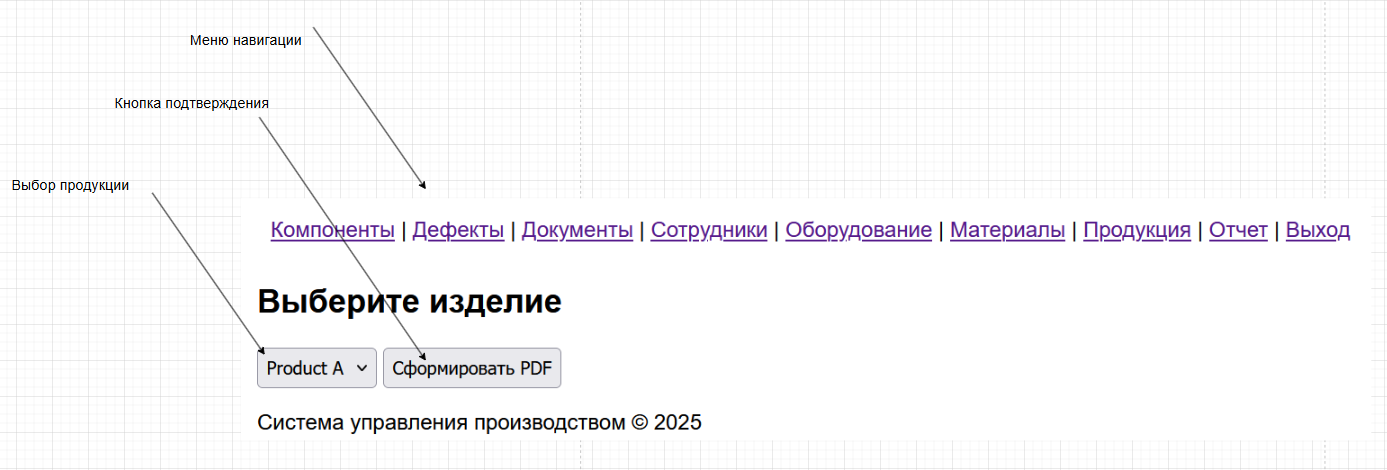 Меню навигации
Кнопка подтверждения
Выбор продукции
Компоненты | Дефекты | Документы | Сотрудники | Оборудование | Материалы | Продукция | Отчет | Выход
Выберите изделие
Product A Сформировать PDF
Система управления производством © 2025